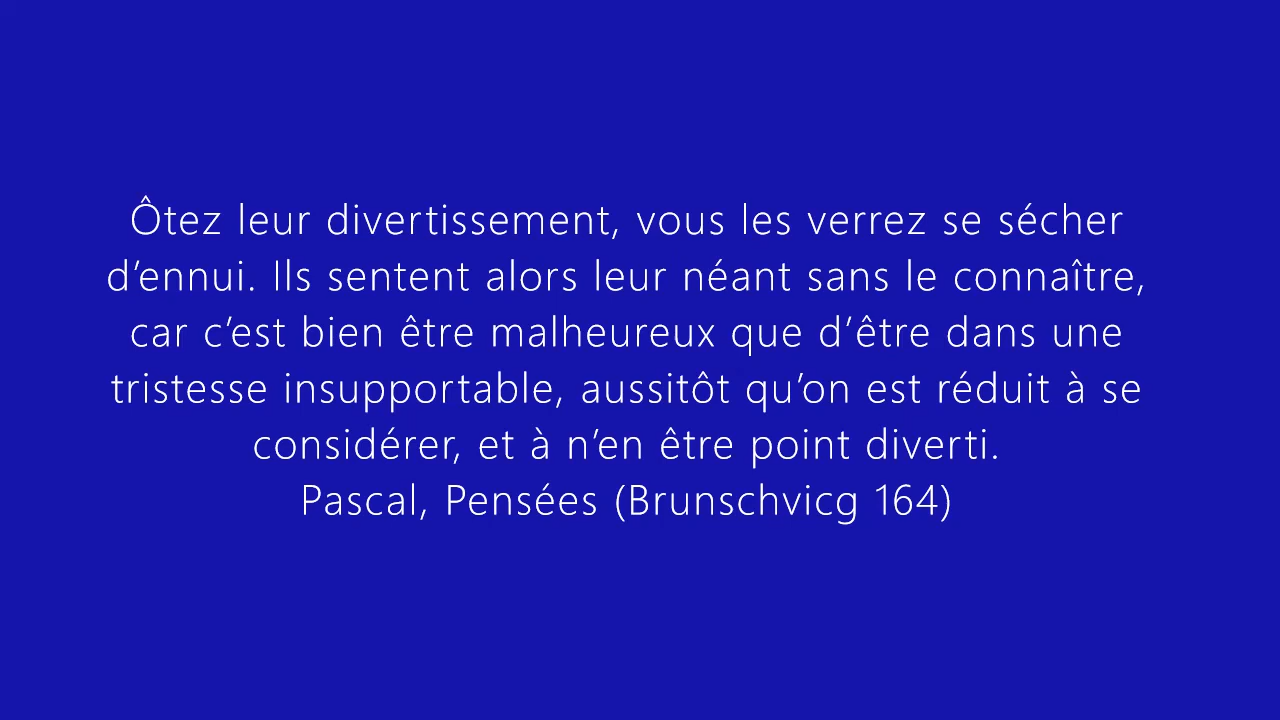 Ôtez leur divertissement, vous les verrez se sécher
d’ennui. Ils sentent alors leur néant sans le connaître,
car c’est bien être malheureux que d’être dans une
tristesse insupportable, aussitôt qu’on est réduit à se
considérer, et à n’en être point diverti.
Pascal, Pensées (Brunschvicg 164)